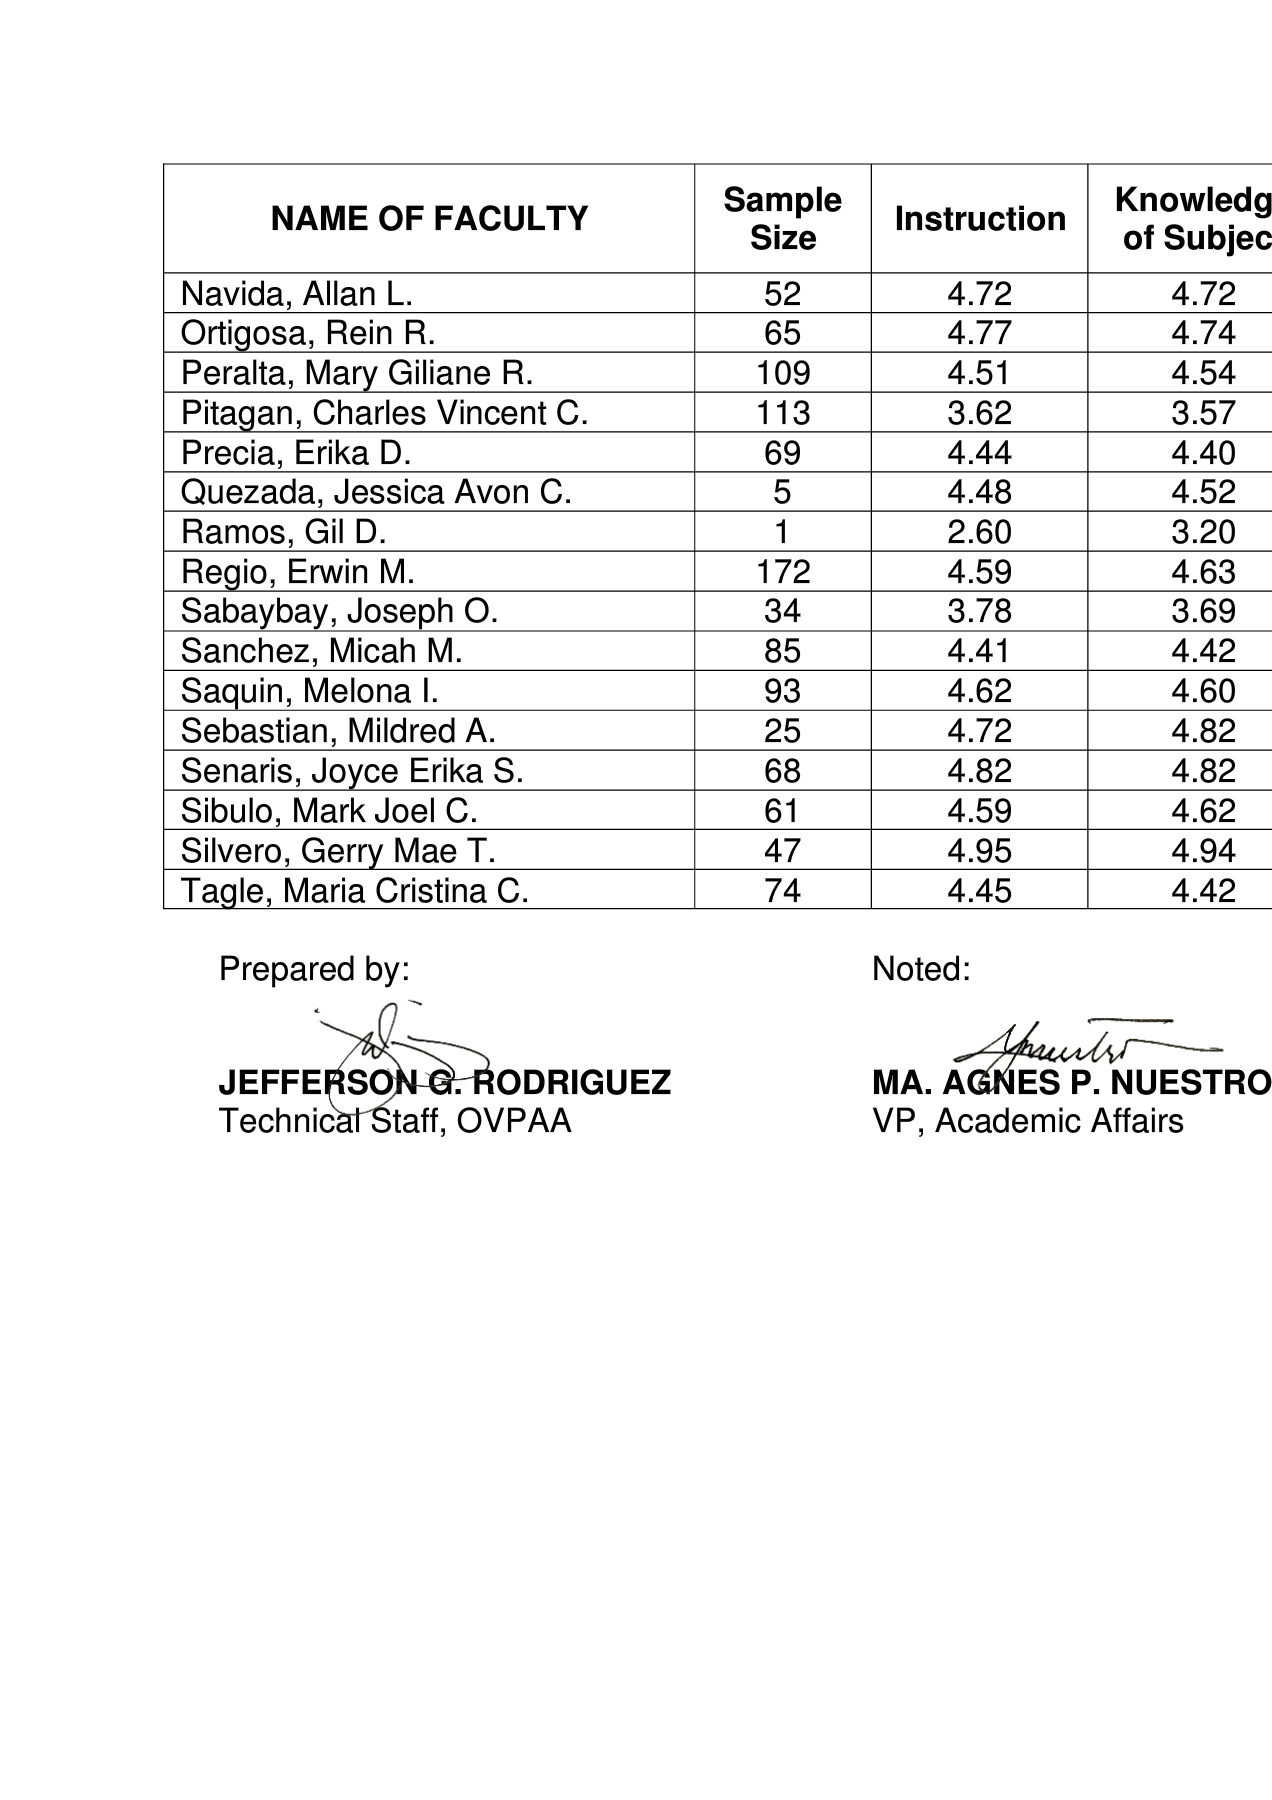 NAME OF FACULTY Sample Size Instruction Knowledg of Subjec
Navida, Allan L. 52 4.72 4.72
Ortigosa, Rein R. 65 4.77 4.74
Peralta, Mary Giliane R. 109 4.51 4.54
Pitagan, Charles Vincent C. 113 3.62 3.57
Precia, Erika D. 69 4.44 4.40
Quezada, Jessica Avon C. 5 4.48 4.52
Ramos, Gil D. 1 2.60 3.20
Regio, Erwin M. 172 4.59 4.63
Sabaybay, Joseph O. 34 3.78 3.69
Sanchez, Micah M. 85 4.41 4.42
Saquin, Melona I. 93 4.62 4.60
Sebastian, Mildred A. 25 4.72 4.82
Senaris, Joyce Erika S. 68 4.82 4.82
Sibulo, Mark Joel C. 61 4.59 4.62
Silvero, Gerry Mae T. 47 4.95 4.94
Tagle, Maria Cristina C. 74 4.45 4.42
Prepared by: Noted:
JEFFERSON G. RODRIGUEZ MA. AGNES P. NUESTRO
Technical Staff, OVPAA VP, Academic Affairs